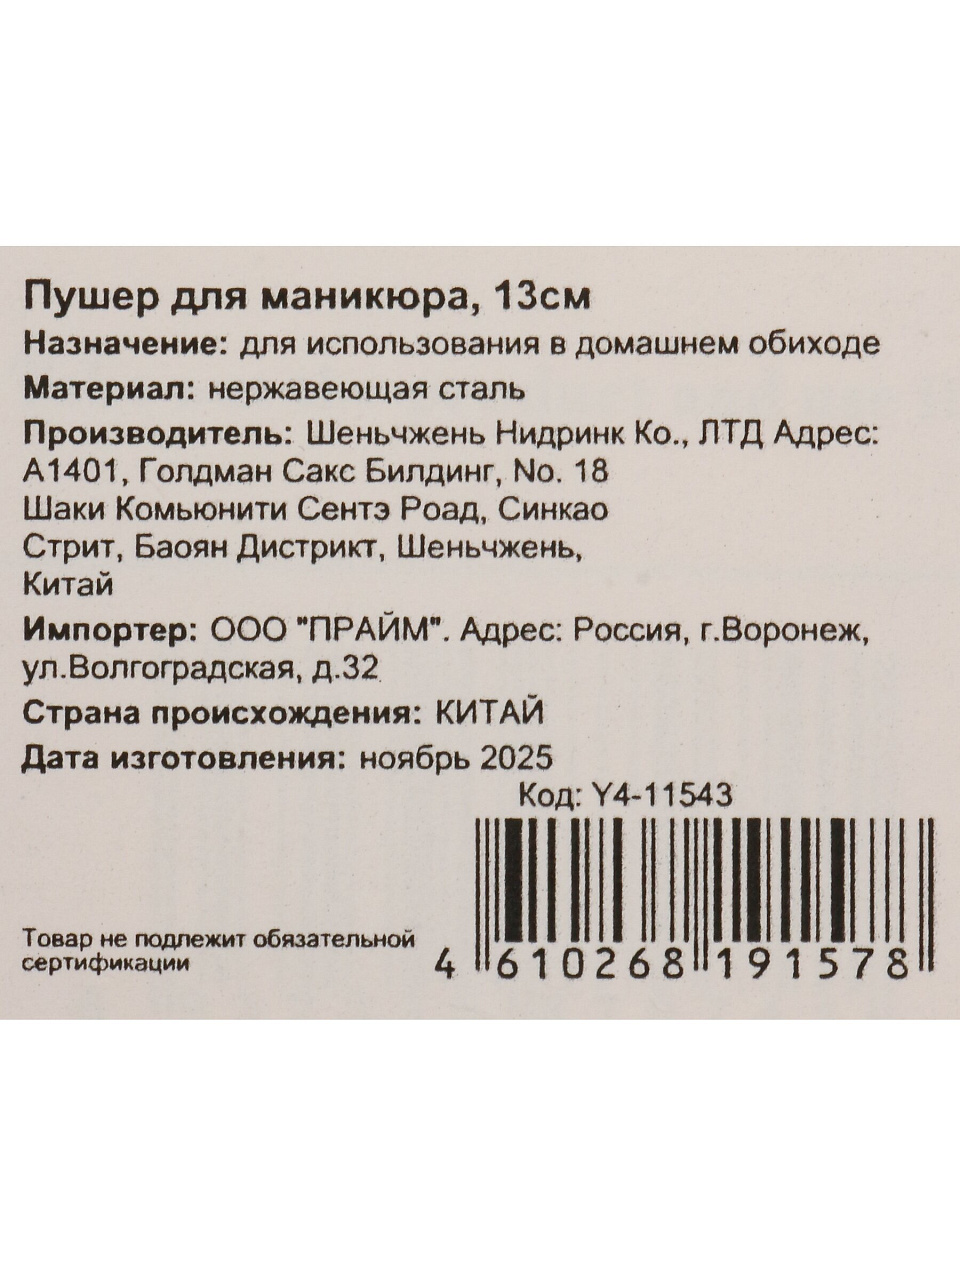 Пушер для маникюра, 13см
Назначение: для использования в домашнем обиходе
Материал: нержавеющая сталь
Производитель: Шеньчжень Нидринк Ко., ЛТД Адрес:
А1401, Голдман Сакс Билдинг, No. 18
Шаки Комьюнити Сентэ Роад, Синкао
Стрит, Баоян Дистрикт, Шеньчжень,
Китай
Импортер: ООО "ПРАЙМ". Адрес: Россия, г.Воронеж,
ул.Волгоградская, д.32
Страна происхождения: КИТАЙ
Дата изготовления: ноябрь 2025
Код: Y4-11543
Товар не подлежит обязательной
сертификации
4 610268 191578